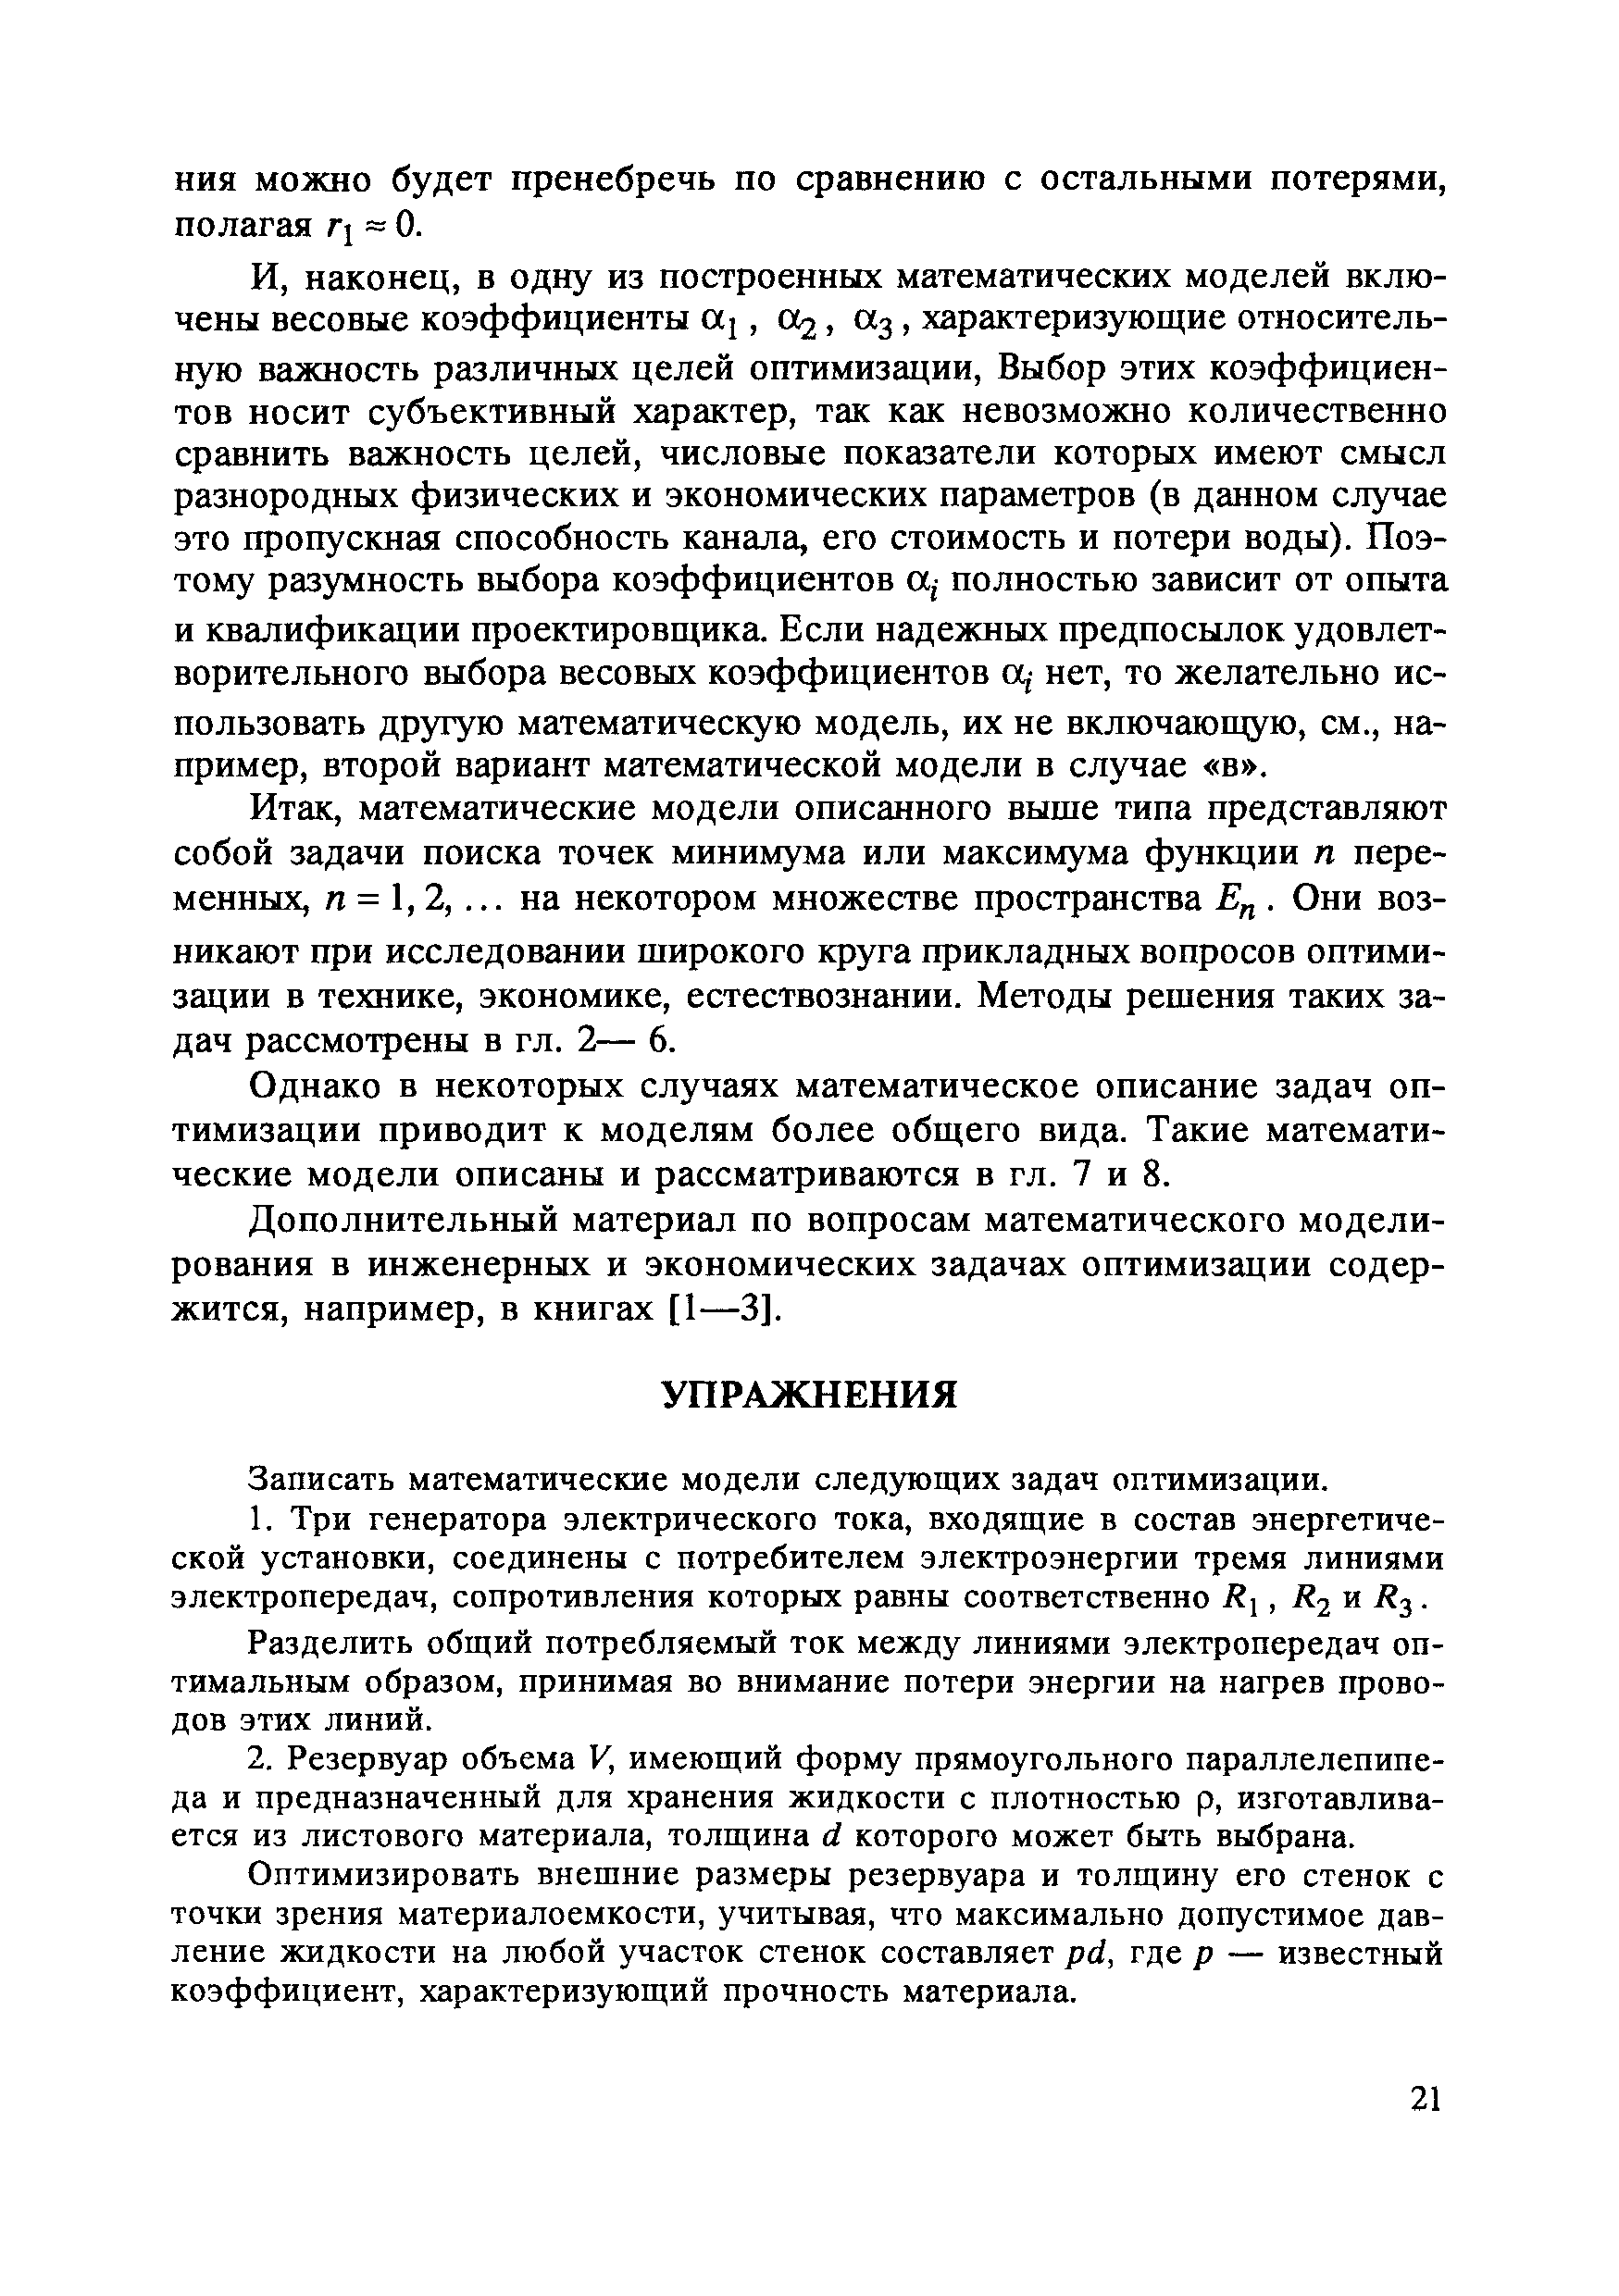 ния можно будет пренебречь по сравнению с остальными потерями,
полагая r₁ ≈ 0.
И, наконец, в одну из построенных математических моделей вклю-
чены весовые коэффициенты α₁, α₂, α₃, характеризующие относитель-
ную важность различных целей оптимизации, Выбор этих коэффициен-
тов носит субъективный характер, так как невозможно количественно
сравнить важность целей, числовые показатели которых имеют смысл
разнородных физических и экономических параметров (в данном случае
это пропускная способность канала, его стоимость и потери воды). Поэ-
тому разумность выбора коэффициентов αᵢ полностью зависит от опыта
и квалификации проектировщика. Если надежных предпосылок удовлет-
ворительного выбора весовых коэффициентов αᵢ нет, то желательно ис-
пользовать другую математическую модель, их не включающую, см., на-
пример, второй вариант математической модели в случае «в».
Итак, математические модели описанного выше типа представляют
собой задачи поиска точек минимума или максимума функции n пере-
менных, n = 1, 2, ... на некотором множестве пространства Eₙ. Они воз-
никают при исследовании широкого круга прикладных вопросов оптими-
зации в технике, экономике, естествознании. Методы решения таких за-
дач рассмотрены в гл. 2— 6.
Однако в некоторых случаях математическое описание задач оп-
тимизации приводит к моделям более общего вида. Такие математи-
ческие модели описаны и рассматриваются в гл. 7 и 8.
Дополнительный материал по вопросам математического модели-
рования в инженерных и экономических задачах оптимизации содер-
жится, например, в книгах [1—3].
УПРАЖНЕНИЯ
Записать математические модели следующих задач оптимизации.
1. Три генератора электрического тока, входящие в состав энергетиче-
ской установки, соединены с потребителем электроэнергии тремя линиями
электропередач, сопротивления которых равны соответственно R₁, R₂ и R₃.
Разделить общий потребляемый ток между линиями электропередач оп-
тимальным образом, принимая во внимание потери энергии на нагрев прово-
дов этих линий.
2. Резервуар объема V, имеющий форму прямоугольного параллелепипе-
да и предназначенный для хранения жидкости с плотностью ρ, изготавлива-
ется из листового материала, толщина d которого может быть выбрана.
Оптимизировать внешние размеры резервуара и толщину его стенок с
точки зрения материалоемкости, учитывая, что максимально допустимое дав-
ление жидкости на любой участок стенок составляет pd, где p — известный
коэффициент, характеризующий прочность материала.
21